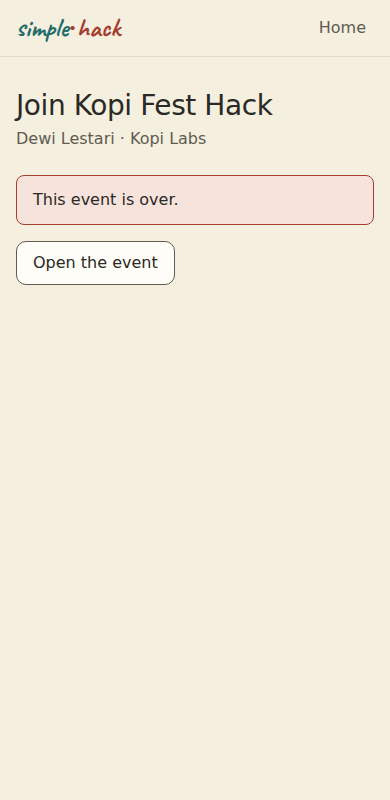 simple·hack
Home
Join Kopi Fest Hack
Dewi Lestari · Kopi Labs
This event is over.
Open the event